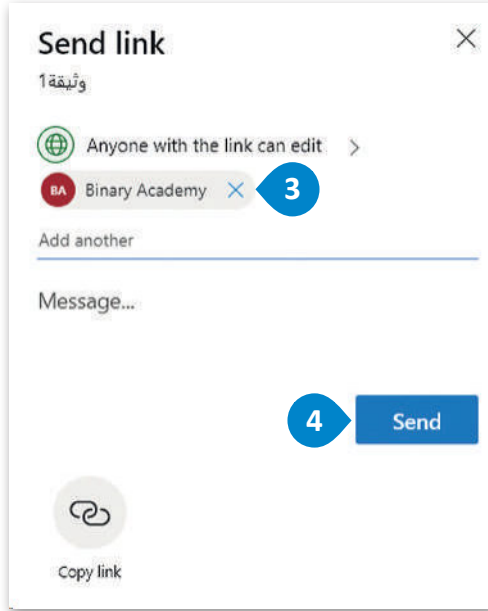 Send link
وثيقة1
Anyone with the link can edit
BA Binary Academy 3
Add another
Message...
4 Send
Copy link